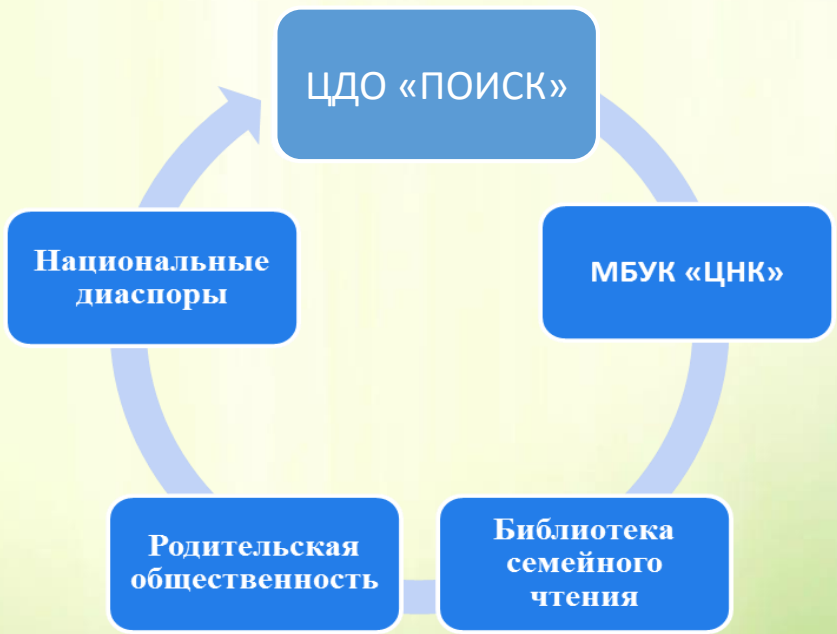 ЦДО «ПОИСК»
МБУК «ЦНК»
Библиотека
семейного
чтения
Родительская
общественность
Национальные
диаспоры